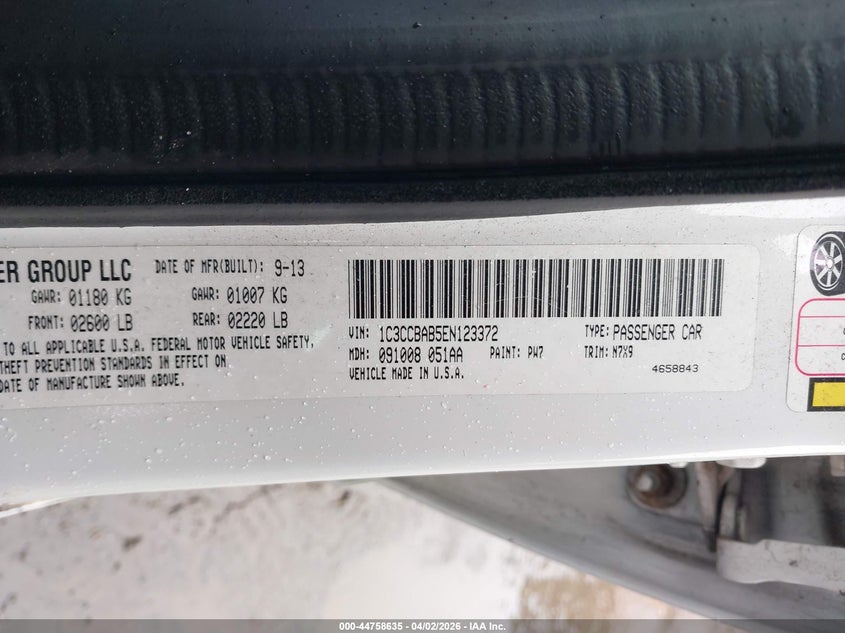 ER GROUP LLC DATE OF MFR(BUILT): 9-13
GAWR: 01180 KG GAWR: 01007 KG
FRONT: 02600 LB REAR: 02220 LB
TO ALL APPLICABLE U.S.A. FEDERAL MOTOR VEHICLE SAFETY,
THEFT PREVENTION STANDARDS IN EFFECT ON
DATE OF MANUFACTURE SHOWN ABOVE.
VIN: 1C3CCBAB5EN123372 TYPE: PASSENGER CAR
MDH: 091008 051AA PAINT: PW7 TRIM: N7X9
VEHICLE MADE IN U.S.A. 4658843
000-44758635 - 04/02/2026 - IAA Inc.